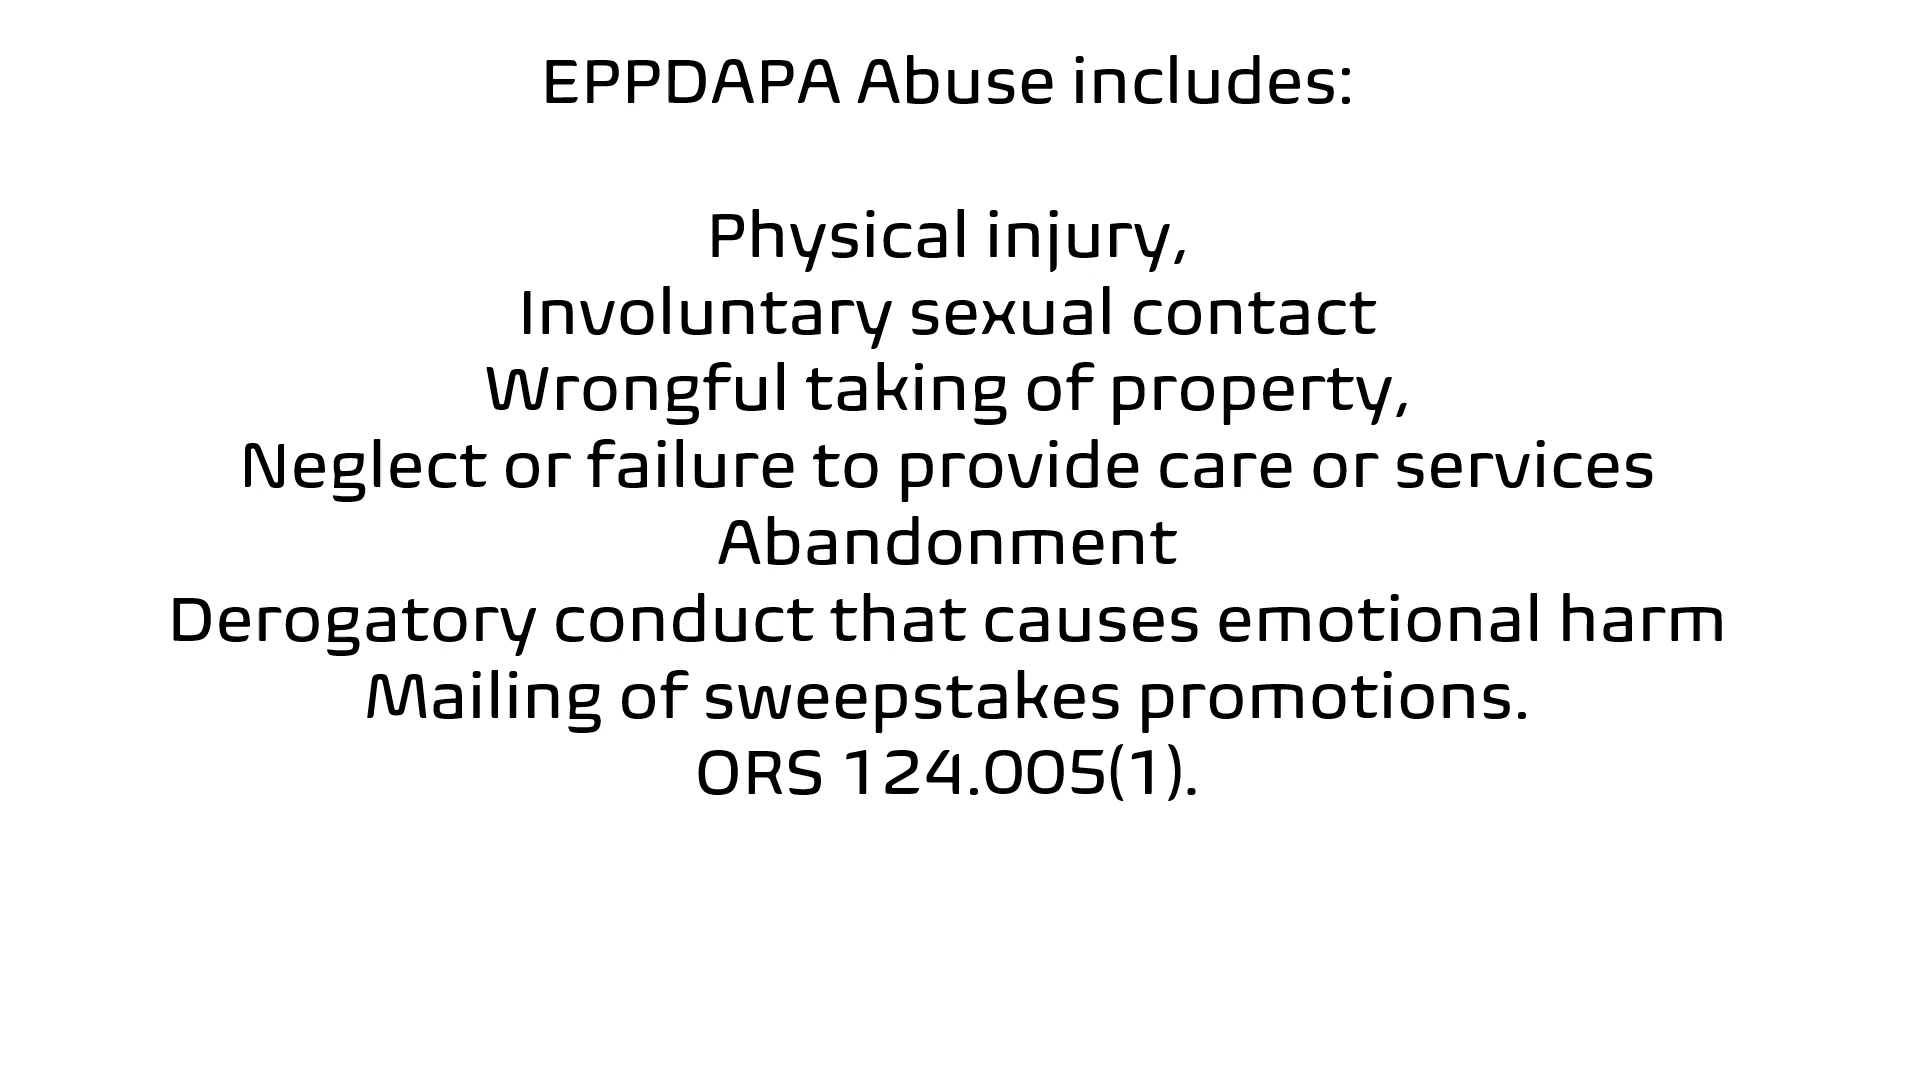 EPPDAPA Abuse includes:
Physical injury,
Involuntary sexual contact
Wrongful taking of property,
Neglect or failure to provide care or services
Abandonment
Derogatory conduct that causes emotional harm
Mailing of sweepstakes promotions.
ORS 124.005(1).